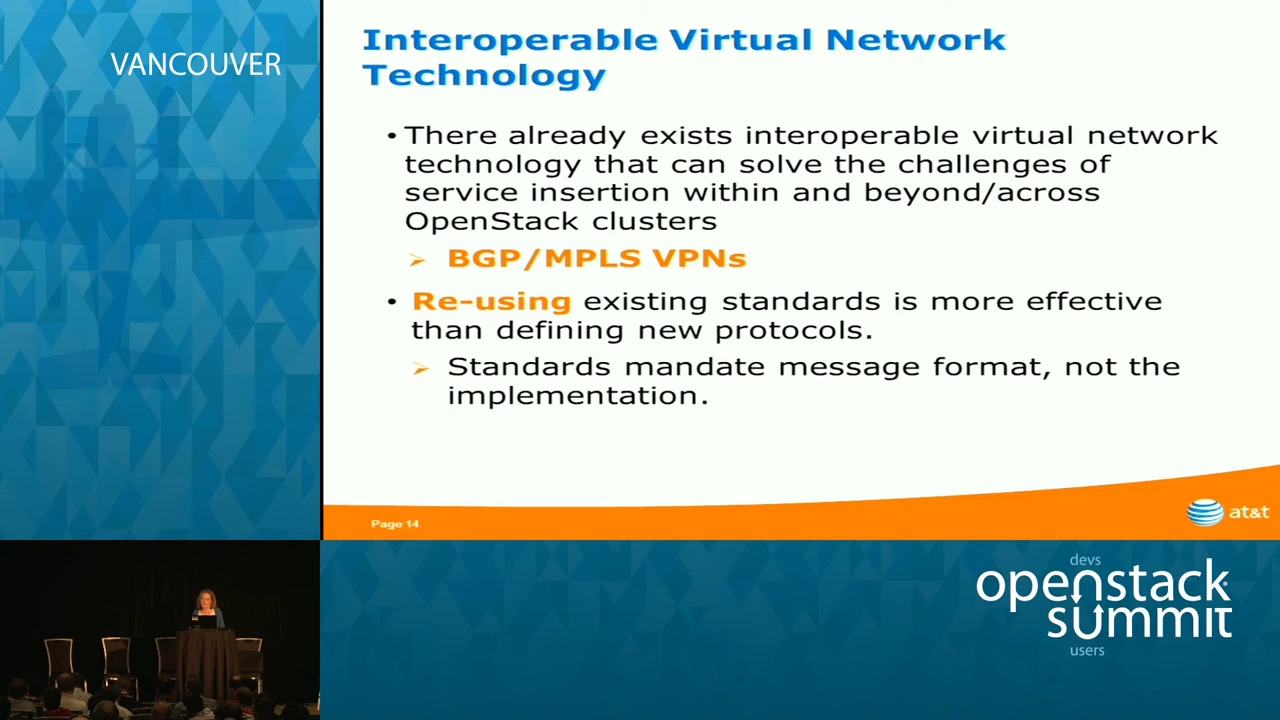 VANCOUVER
Interoperable Virtual Network
Technology
• There already exists interoperable virtual network
technology that can solve the challenges of
service insertion within and beyond/across
OpenStack clusters
➢ BGP/MPLS VPNs
• Re-using existing standards is more effective
than defining new protocols.
➢ Standards mandate message format, not the
implementation.
Page 14
at&t
devs
openstack
summit
users